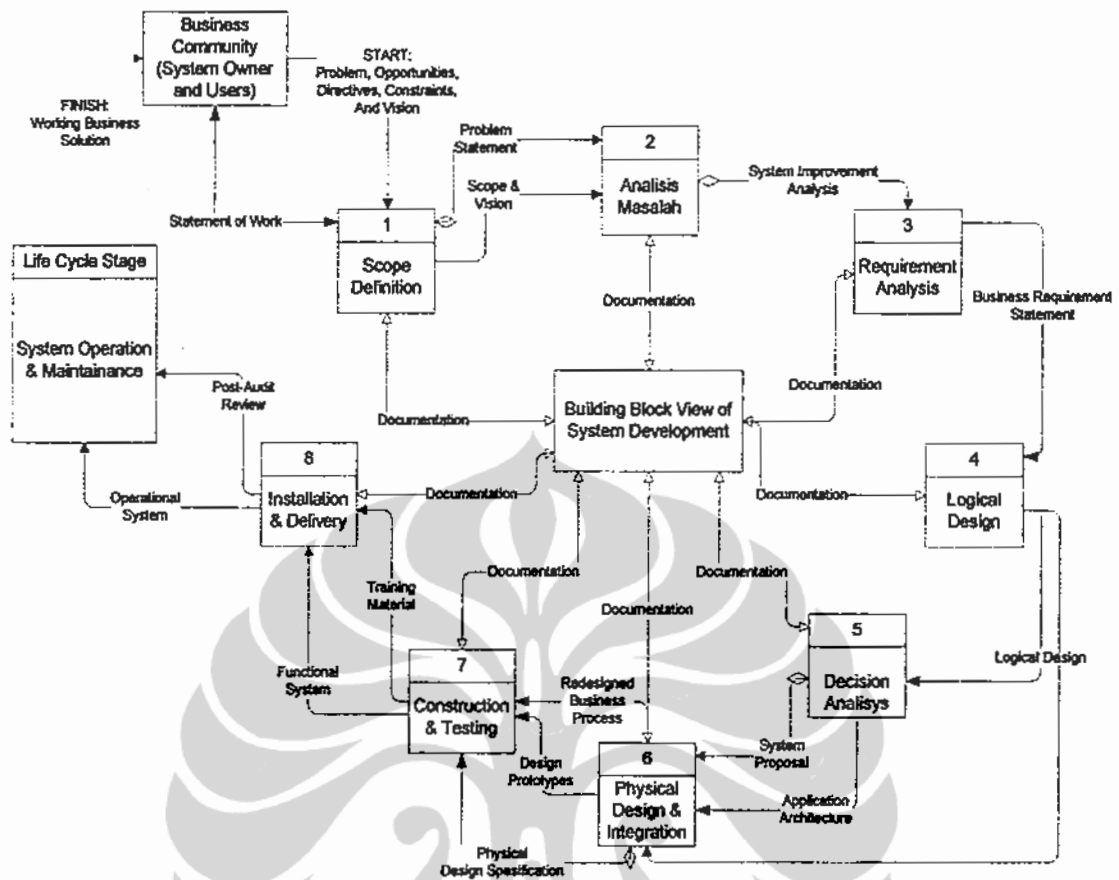 Business
Community
(System Owner
and Users)
START:
Problem, Opportunities,
Directives, Constraints,
And Vision
FINISH:
Working Business
Solution
Statement of Work
Problem
Statement
Scope &
Vision
1
Scope
Definition
2
Analisis
Masalah
System Improvement
Analysis
3
Requirement
Analysis
Business Requirement
Statement
Life Cycle Stage
System Operation
& Maintainance
Post-Audit
Review
Operational
System
Documentation
Documentation
Documentation
Building Block View of
System Development
8
Installation
& Delivery
Documentation
Documentation
4
Logical
Design
Documentation
Documentation
Documentation
Training
Material
Functional
System
7
Construction
& Testing
Redesigned
Business
Process
Design
Prototypes
5
Decision
Analisys
Logical Design
System
Proposal
Application
Architecture
6
Physical
Design &
Integration
Physical
Design Spesification